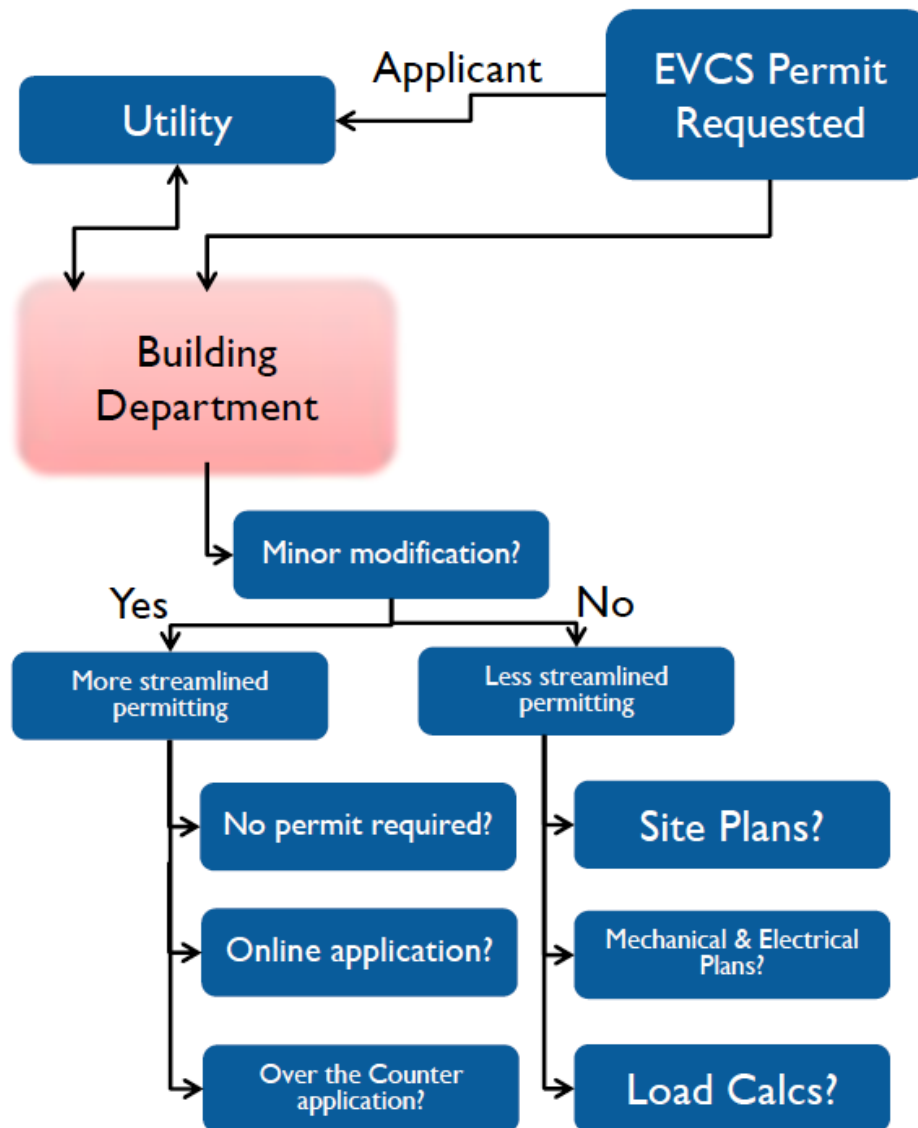 Applicant
EVCS Permit
Requested
Utility
Building
Department
Minor modification?
Yes
No
More streamlined
permitting
Less streamlined
permitting
No permit required?
Site Plans?
Online application?
Mechanical & Electrical
Plans?
Over the Counter
application?
Load Calcs?